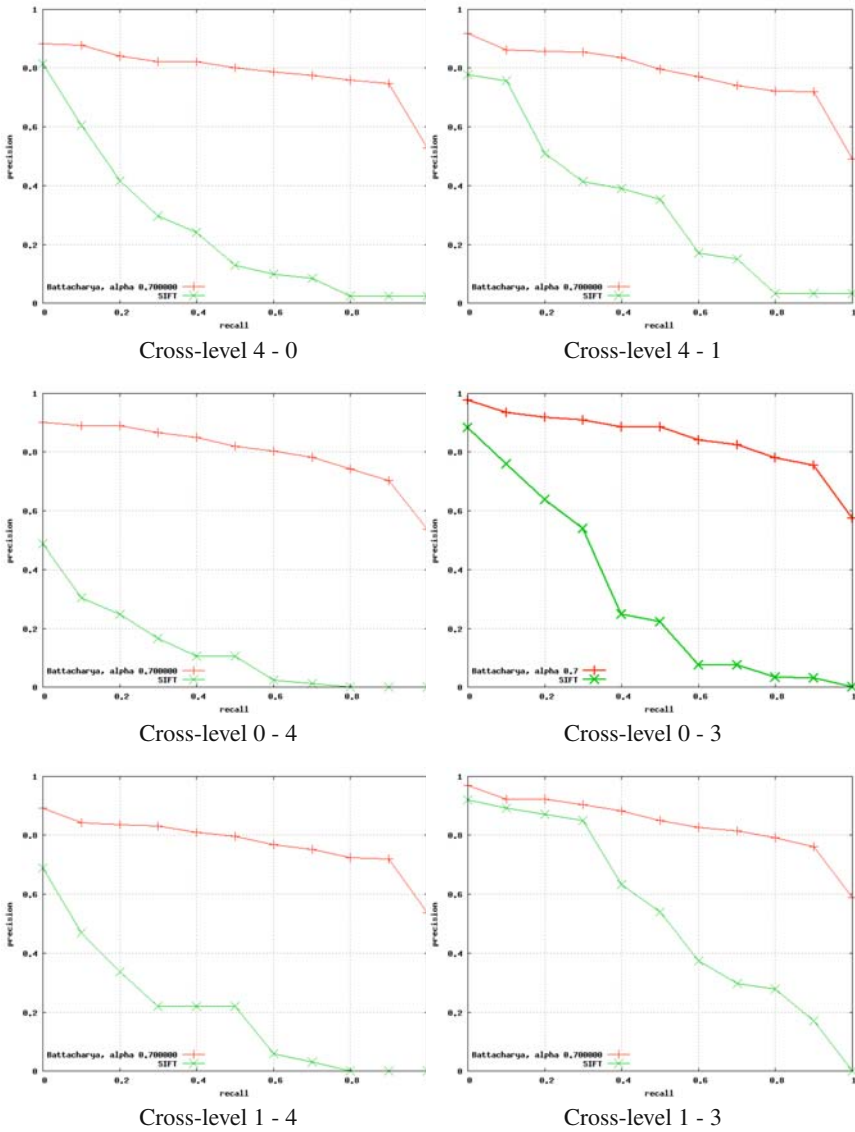 1
0.8
0.6
0.4
0.2
0
precision
Battacharya, alpha 0.700000
SIFT
0
0.2
0.4
0.6
0.8
recall
Cross-level 4 - 0
1
0.8
0.6
0.4
0.2
0
precision
Battacharya, alpha 0.700000
SIFT
0
0.2
0.4
0.6
0.8
1
recall
Cross-level 4 - 1
1
0.8
0.6
0.4
0.2
0
precision
Battacharya, alpha 0.700000
SIFT
0
0.2
0.4
0.6
0.8
recall
Cross-level 0 - 4
1
0.8
0.6
0.4
0.2
0
precision
Battacharya, alpha 0.7
SIFT
0
0.2
0.4
0.6
0.8
1
recall
Cross-level 0 - 3
1
0.8
0.6
0.4
0.2
0
precision
Battacharya, alpha 0.700000
SIFT
0
0.2
0.4
0.6
0.8
recall
Cross-level 1 - 4
1
0.8
0.6
0.4
0.2
0
precision
Battacharya, alpha 0.700000
SIFT
0
0.2
0.4
0.6
0.8
1
recall
Cross-level 1 - 3